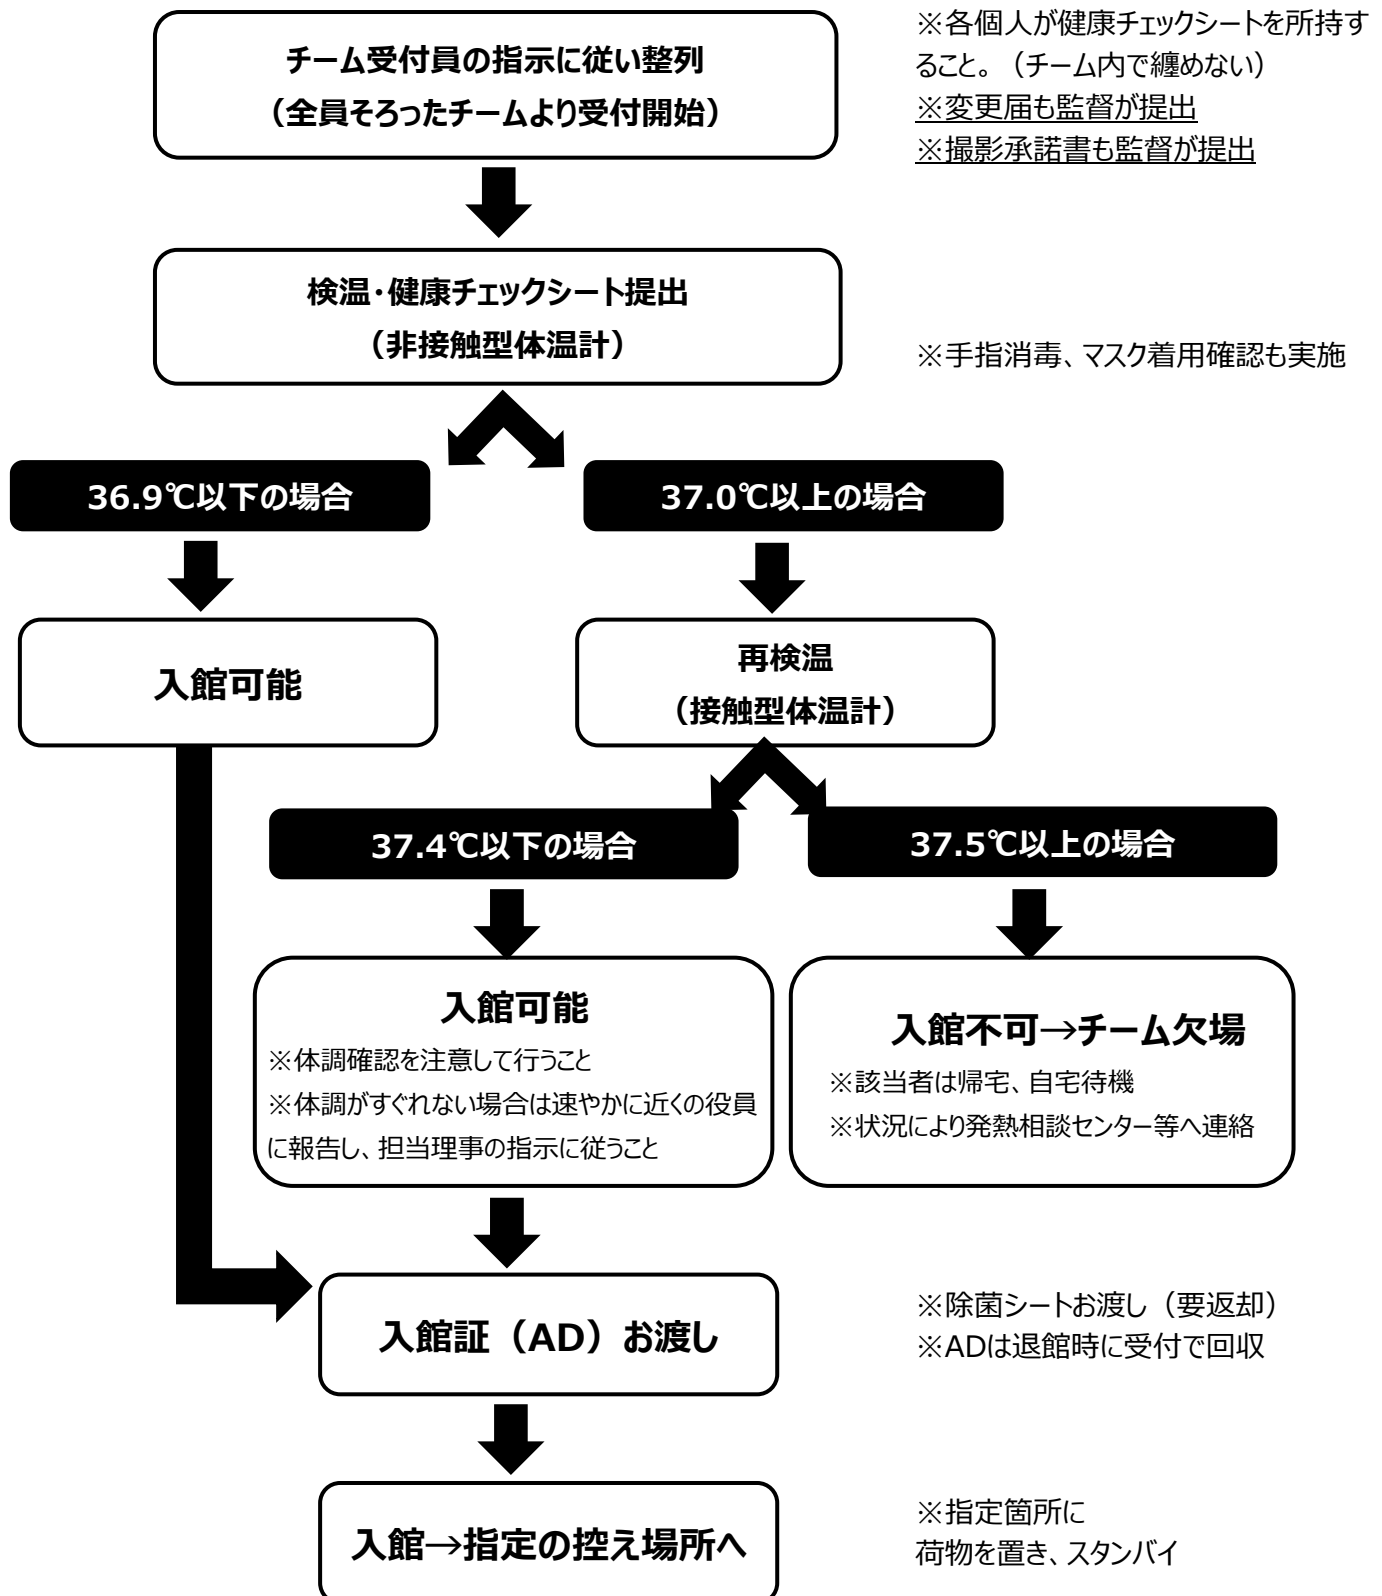 チーム受付員の指示に従い整列
（全員そろったチームより受付開始）
※各個人が健康チェックシートを所持す
ること。（チーム内で纏めない）
※変更届も監督が提出
※撮影承諾書も監督が提出
検温・健康チェックシート提出
（非接触型体温計）
※手指消毒、マスク着用確認も実施
36.9℃以下の場合
37.0℃以上の場合
入館可能
再検温
（接触型体温計）
37.4℃以下の場合
37.5℃以上の場合
入館可能
※体調確認を注意して行うこと
※体調がすぐれない場合は速やかに近くの役員
に報告し、担当理事の指示に従うこと
入館不可→チーム欠場
※該当者は帰宅、自宅待機
※状況により発熱相談センター等へ連絡
入館証（AD）お渡し
※除菌シートお渡し（要返却）
※ADは退館時に受付で回収
入館→指定の控え場所へ
※指定箇所に
荷物を置き、スタンバイ